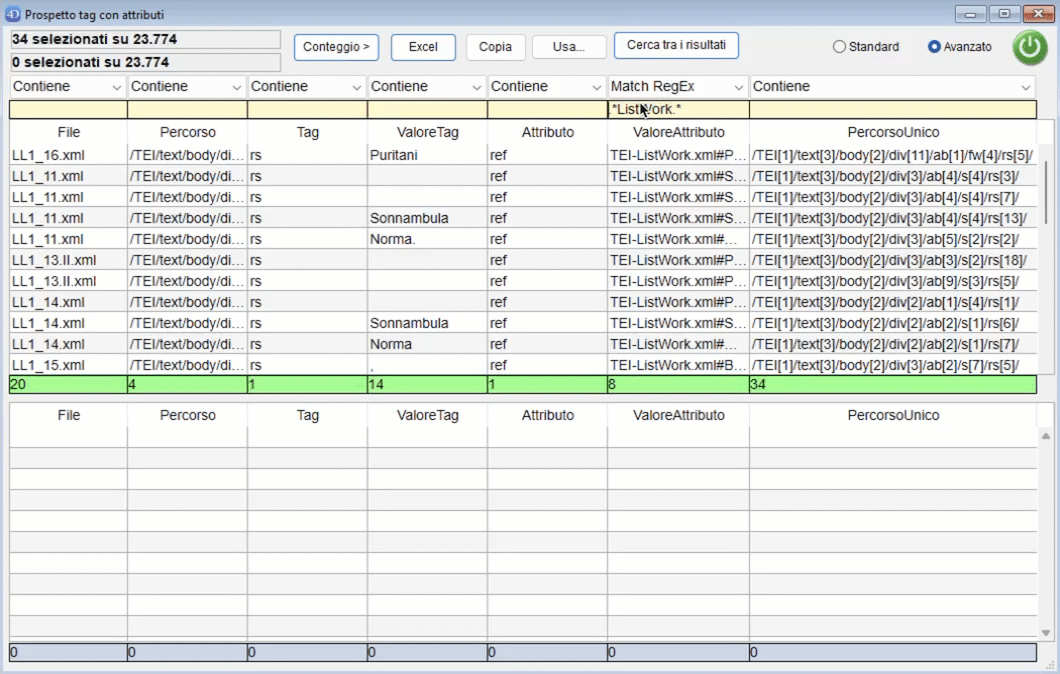 Prospetto tag con attributi
34 selezionati su 23.774
0 selezionati su 23.774
Conteggio > Excel Copia Usa... Cerca tra i risultati Standard Avanzato
Contiene Contiene Contiene Contiene Contiene Match RegEx Contiene
.*ListWork.*
File Percorso Tag ValoreTag Attributo ValoreAttributo PercorsoUnico
LL1_16.xml /TEI/text/body/di... rs Puritani ref TEI-ListWork.xml#P... /TEI[1]/text[3]/body[2]/div[11]/ab[1]/fw[4]/rs[5]/
LL1_11.xml /TEI/text/body/di... rs ref TEI-ListWork.xml#S... /TEI[1]/text[3]/body[2]/div[3]/ab[4]/s[4]/rs[3]/
LL1_11.xml /TEI/text/body/di... rs ref TEI-ListWork.xml#S... /TEI[1]/text[3]/body[2]/div[3]/ab[4]/s[4]/rs[7]/
LL1_11.xml /TEI/text/body/di... rs Sonnambula ref TEI-ListWork.xml#S... /TEI[1]/text[3]/body[2]/div[3]/ab[4]/s[4]/rs[13]/
LL1_11.xml /TEI/text/body/di... rs Norma. ref TEI-ListWork.xml#... /TEI[1]/text[3]/body[2]/div[3]/ab[5]/s[2]/rs[2]/
LL1_13.II.xml /TEI/text/body/di... rs ref TEI-ListWork.xml#P... /TEI[1]/text[3]/body[2]/div[3]/ab[3]/s[2]/rs[18]/
LL1_13.II.xml /TEI/text/body/di... rs ref TEI-ListWork.xml#P... /TEI[1]/text[3]/body[2]/div[3]/ab[9]/s[3]/rs[5]/
LL1_14.xml /TEI/text/body/di... rs ref TEI-ListWork.xml#P... /TEI[1]/text[3]/body[2]/div[2]/ab[1]/s[4]/rs[1]/
LL1_14.xml /TEI/text/body/di... rs Sonnambula ref TEI-ListWork.xml#S... /TEI[1]/text[3]/body[2]/div[2]/ab[2]/s[1]/rs[6]/
LL1_14.xml /TEI/text/body/di... rs Norma ref TEI-ListWork.xml#... /TEI[1]/text[3]/body[2]/div[2]/ab[2]/s[1]/rs[7]/
LL1_15.xml /TEI/text/body/di... rs , ref TEI-ListWork.xml#B... /TEI[1]/text[3]/body[2]/div[3]/ab[2]/s[7]/rs[5]/
20 4 1 14 1 8 34
File Percorso Tag ValoreTag Attributo ValoreAttributo PercorsoUnico
0 0 0 0 0 0 0